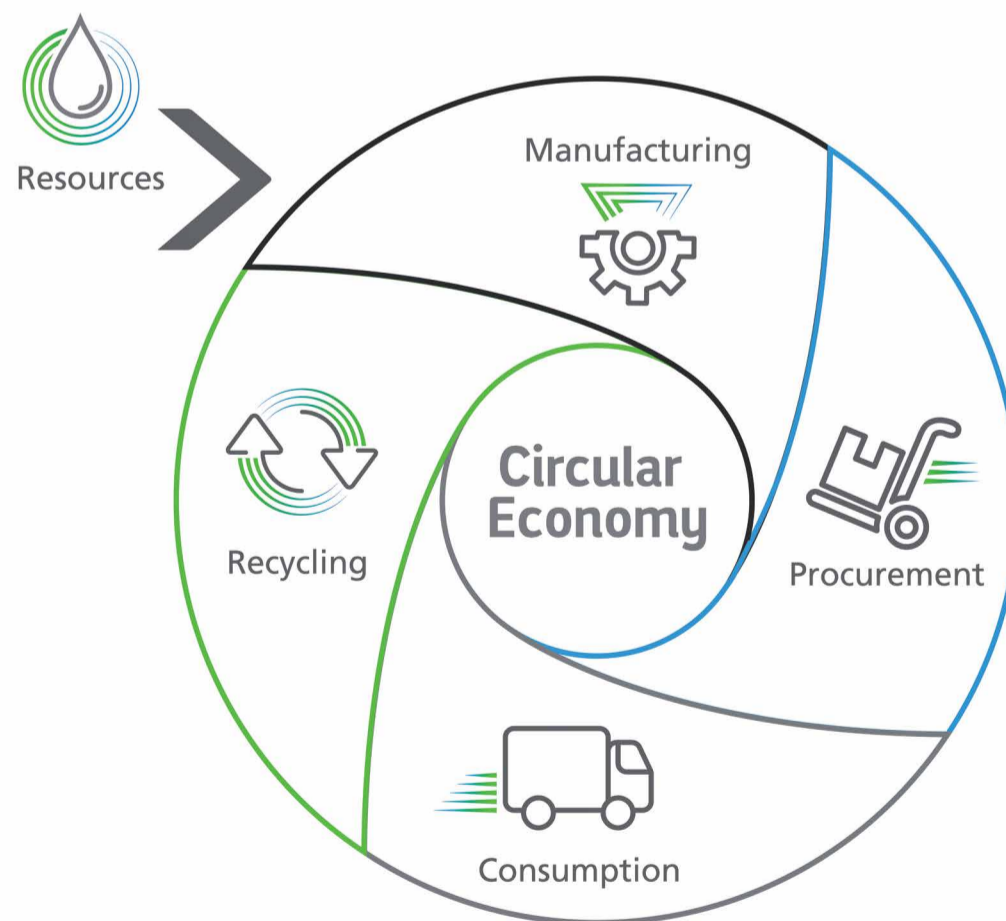 Resources
Manufacturing
Circular
Economy
Recycling
Procurement
Consumption